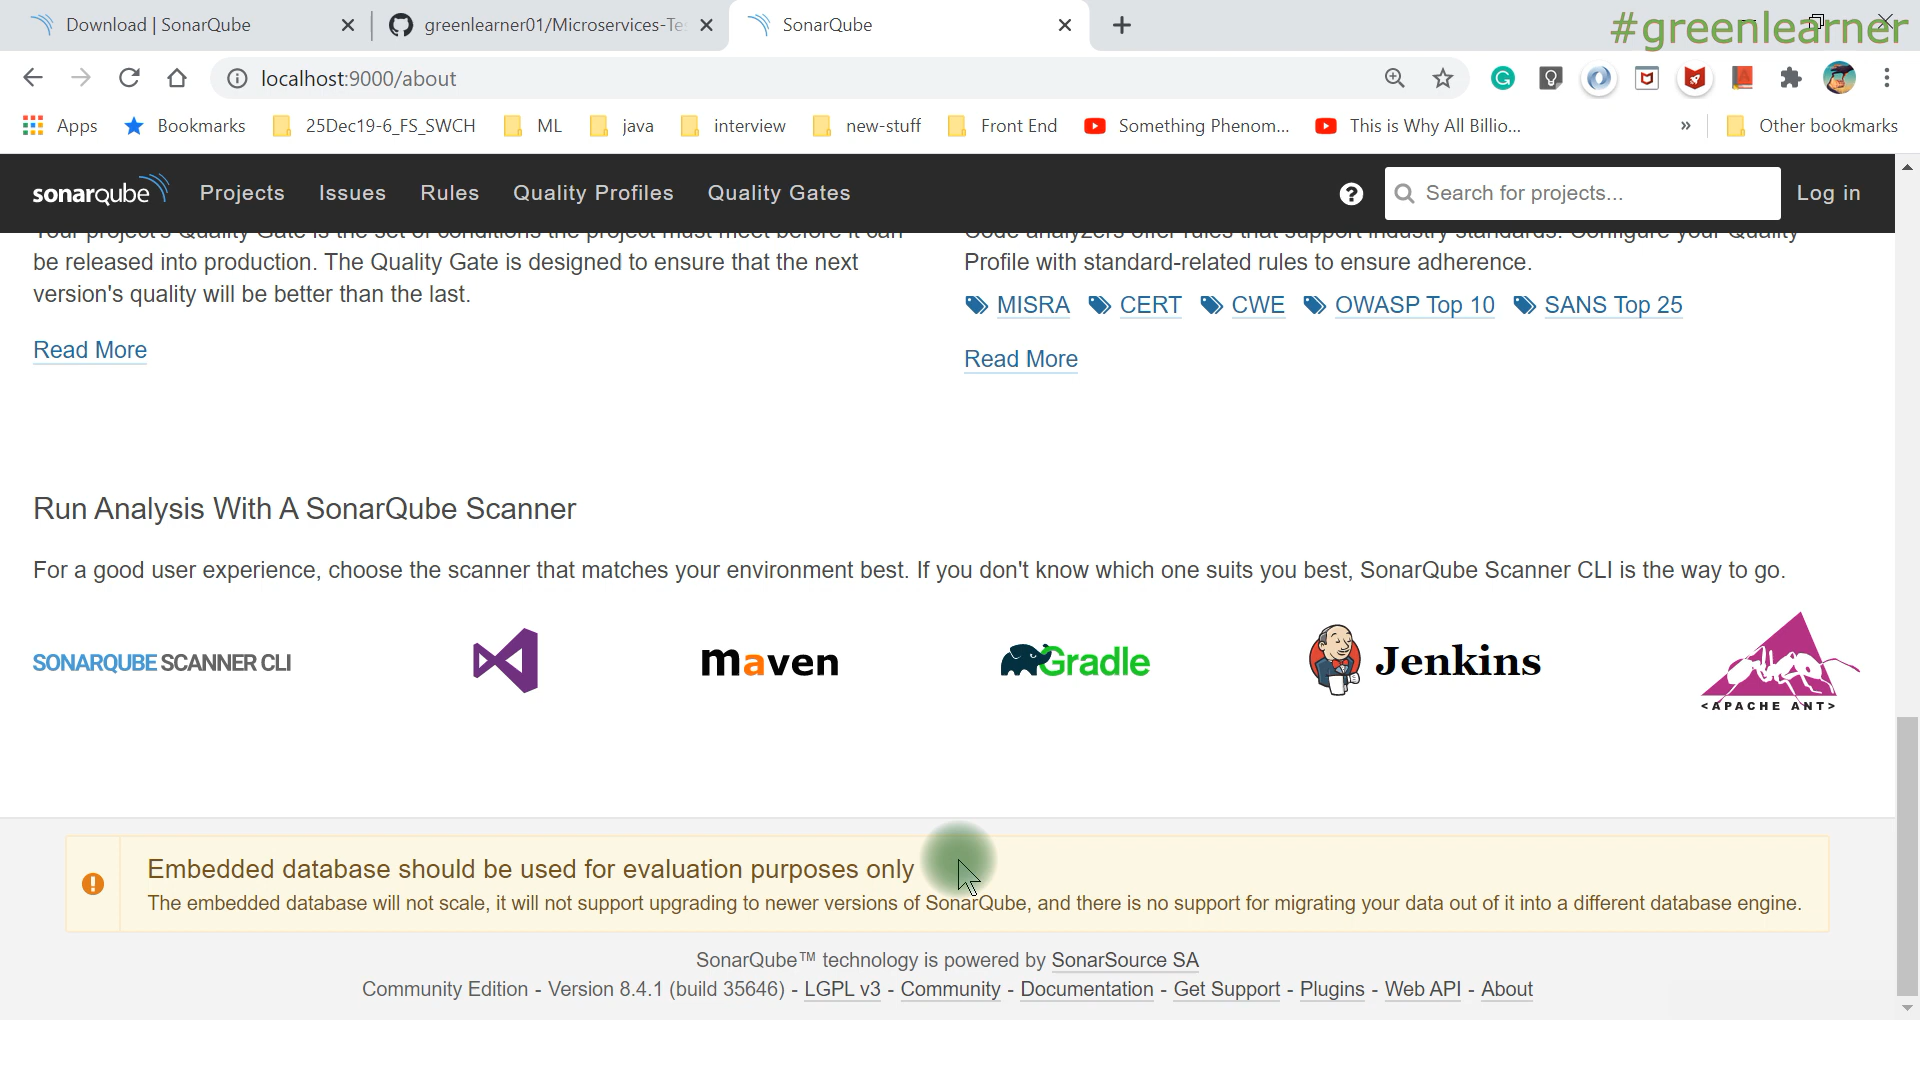 Download | SonarQube
greenlearner01/Microservices-Te
SonarQube
#greenlearner
localhost:9000/about
Apps
Bookmarks
25Dec19-6_FS_SWCH
ML
java
interview
new-stuff
Front End
Something Phenom...
This is Why All Billio...
»
Other bookmarks
sonarqube
Projects
Issues
Rules
Quality Profiles
Quality Gates
Search for projects...
Log in
Your project's Quality Gate is the set of conditions the project must meet before it can
be released into production. The Quality Gate is designed to ensure that the next
version's quality will be better than the last.
Read More
Code analyzers offer rules that support industry standards. Configure your Quality
Profile with standard-related rules to ensure adherence.
MISRA CERT CWE OWASP Top 10 SANS Top 25
Read More
Run Analysis With A SonarQube Scanner
For a good user experience, choose the scanner that matches your environment best. If you don't know which one suits you best, SonarQube Scanner CLI is the way to go.
SONARQUBE SCANNER CLI
maven
Gradle
Jenkins
<APACHE ANT>
Embedded database should be used for evaluation purposes only
The embedded database will not scale, it will not support upgrading to newer versions of SonarQube, and there is no support for migrating your data out of it into a different database engine.
SonarQube™ technology is powered by SonarSource SA
Community Edition - Version 8.4.1 (build 35646) - LGPL v3 - Community - Documentation - Get Support - Plugins - Web API - About